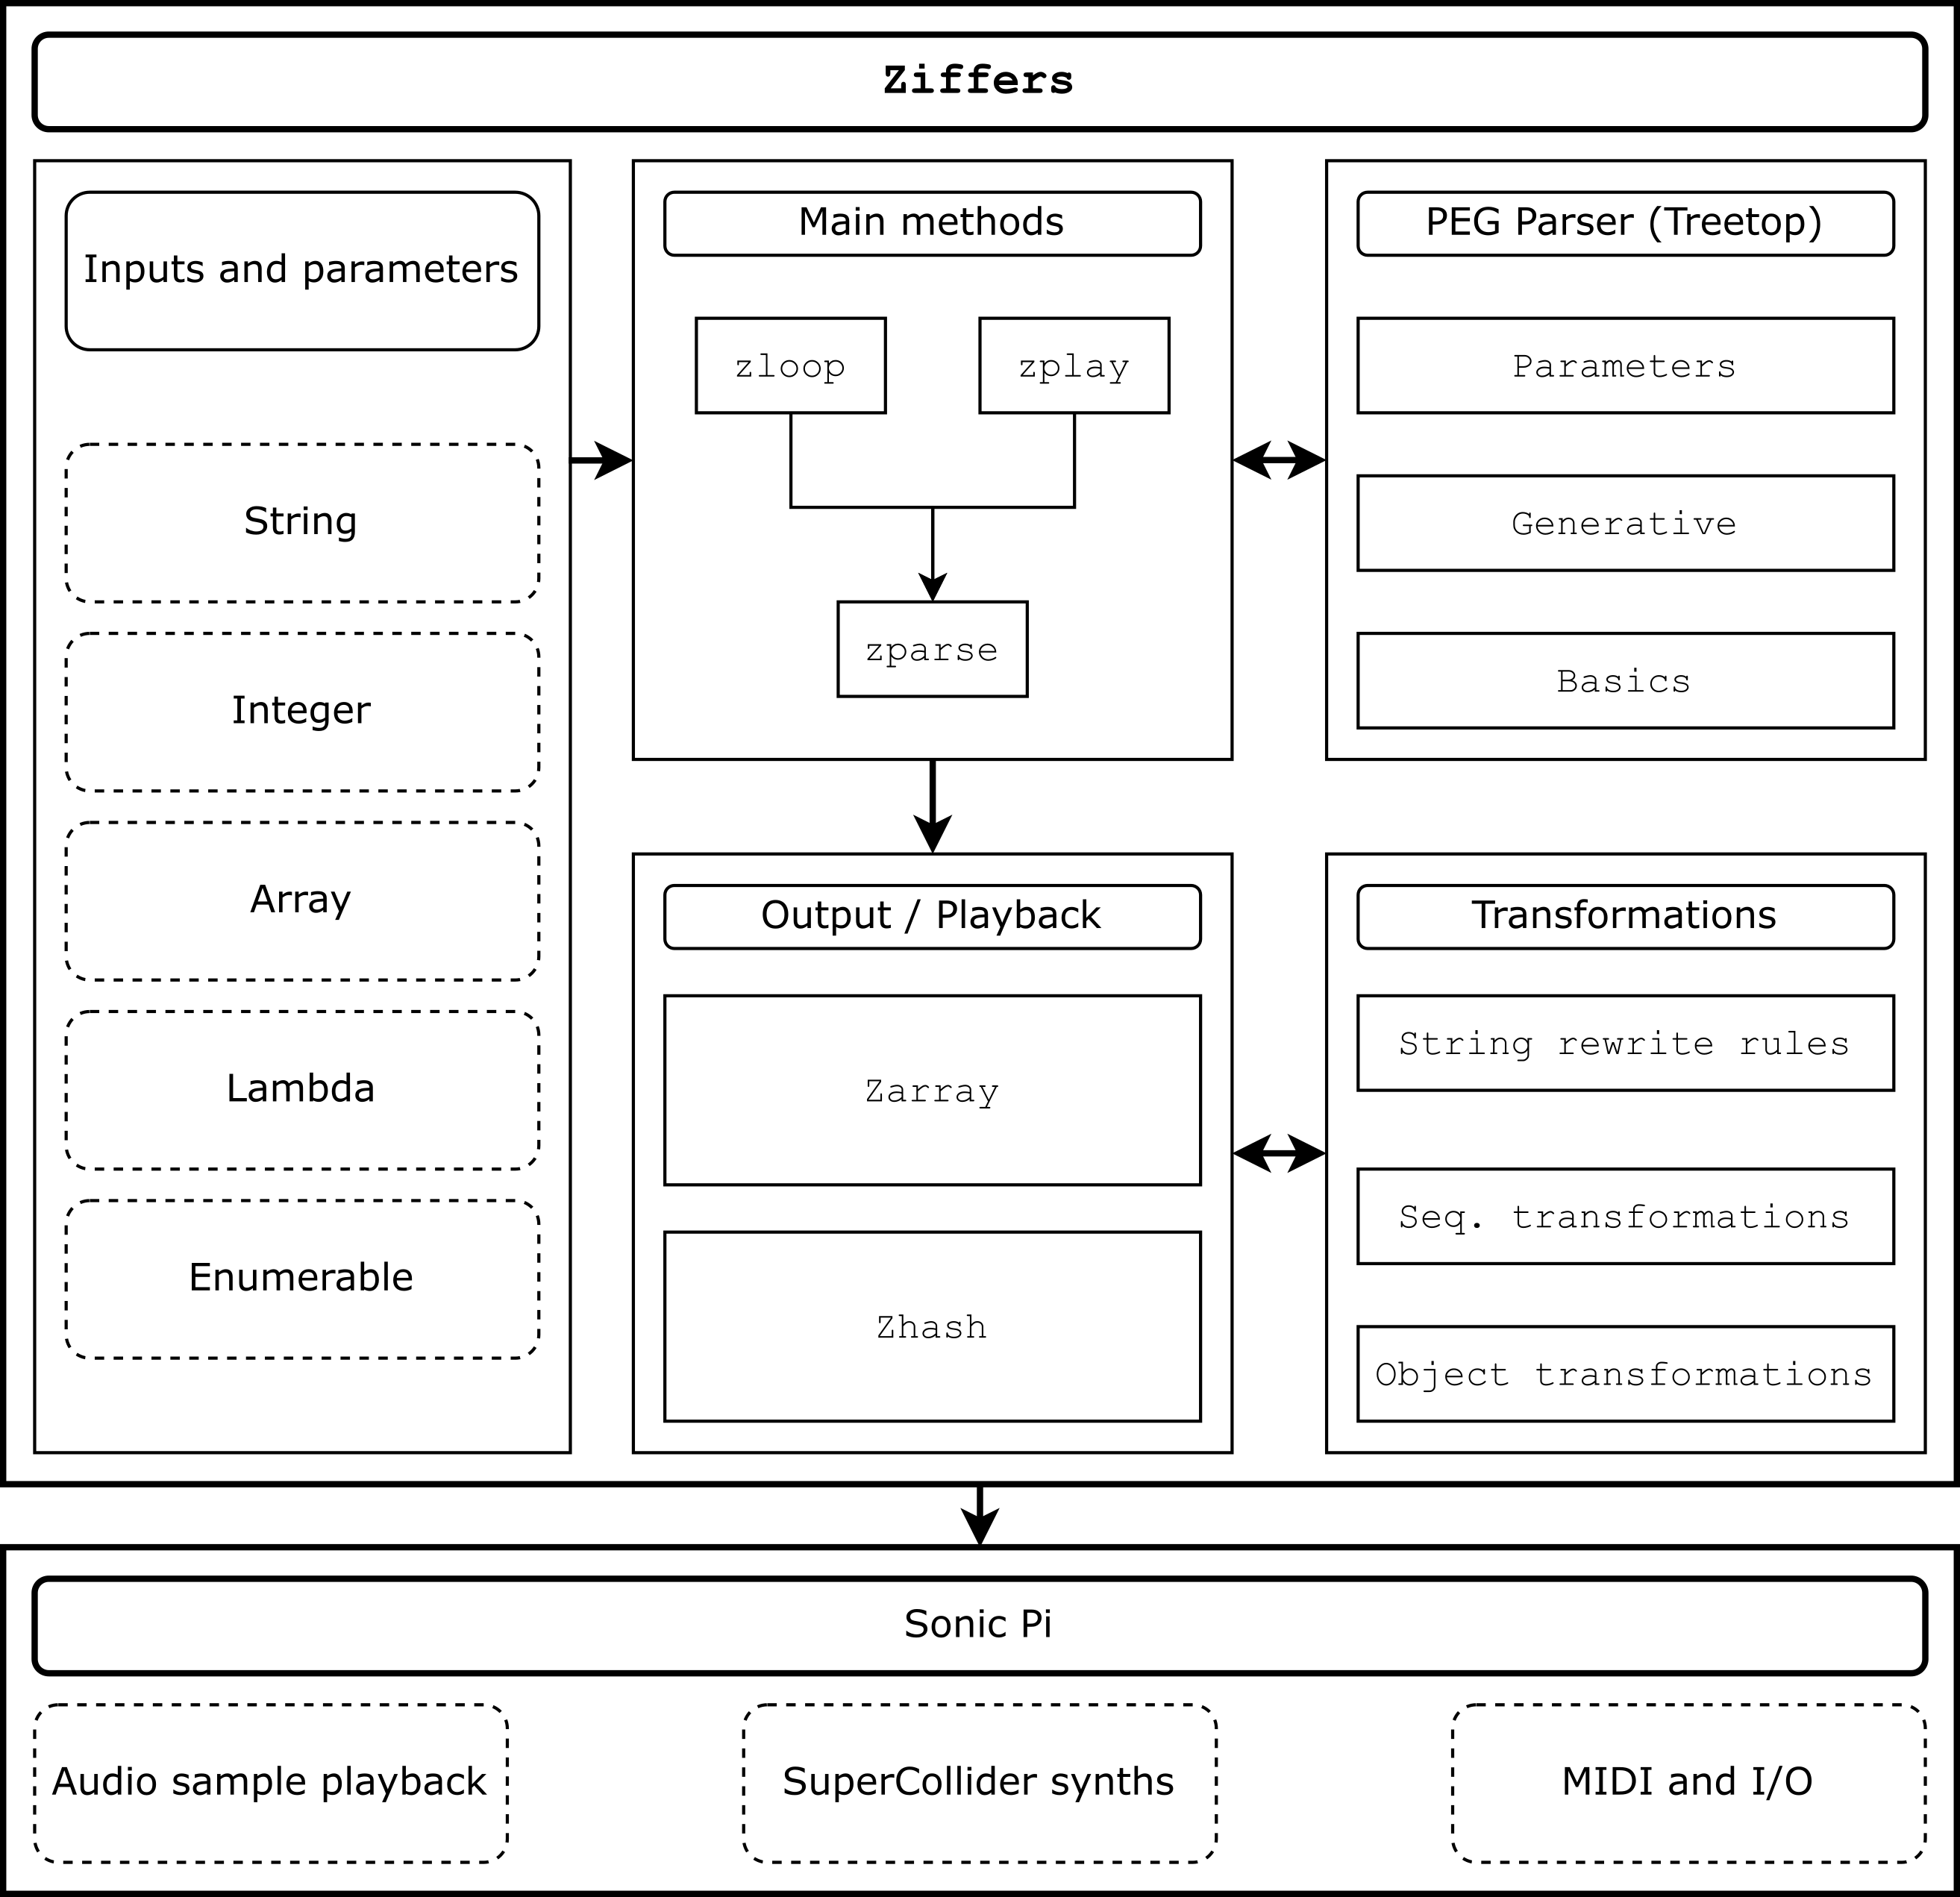 Ziffers
Inputs and parameters
String
Integer
Array
Lambda
Enumerable
Main methods
zloop
zplay
zparse
PEG Parser (Treetop)
Parameters
Generative
Basics
Output / Playback
Zarray
Zhash
Transformations
String rewrite rules
Seq. transformations
Object transformations
Sonic Pi
Audio sample playback
SuperCollider synths
MIDI and I/O